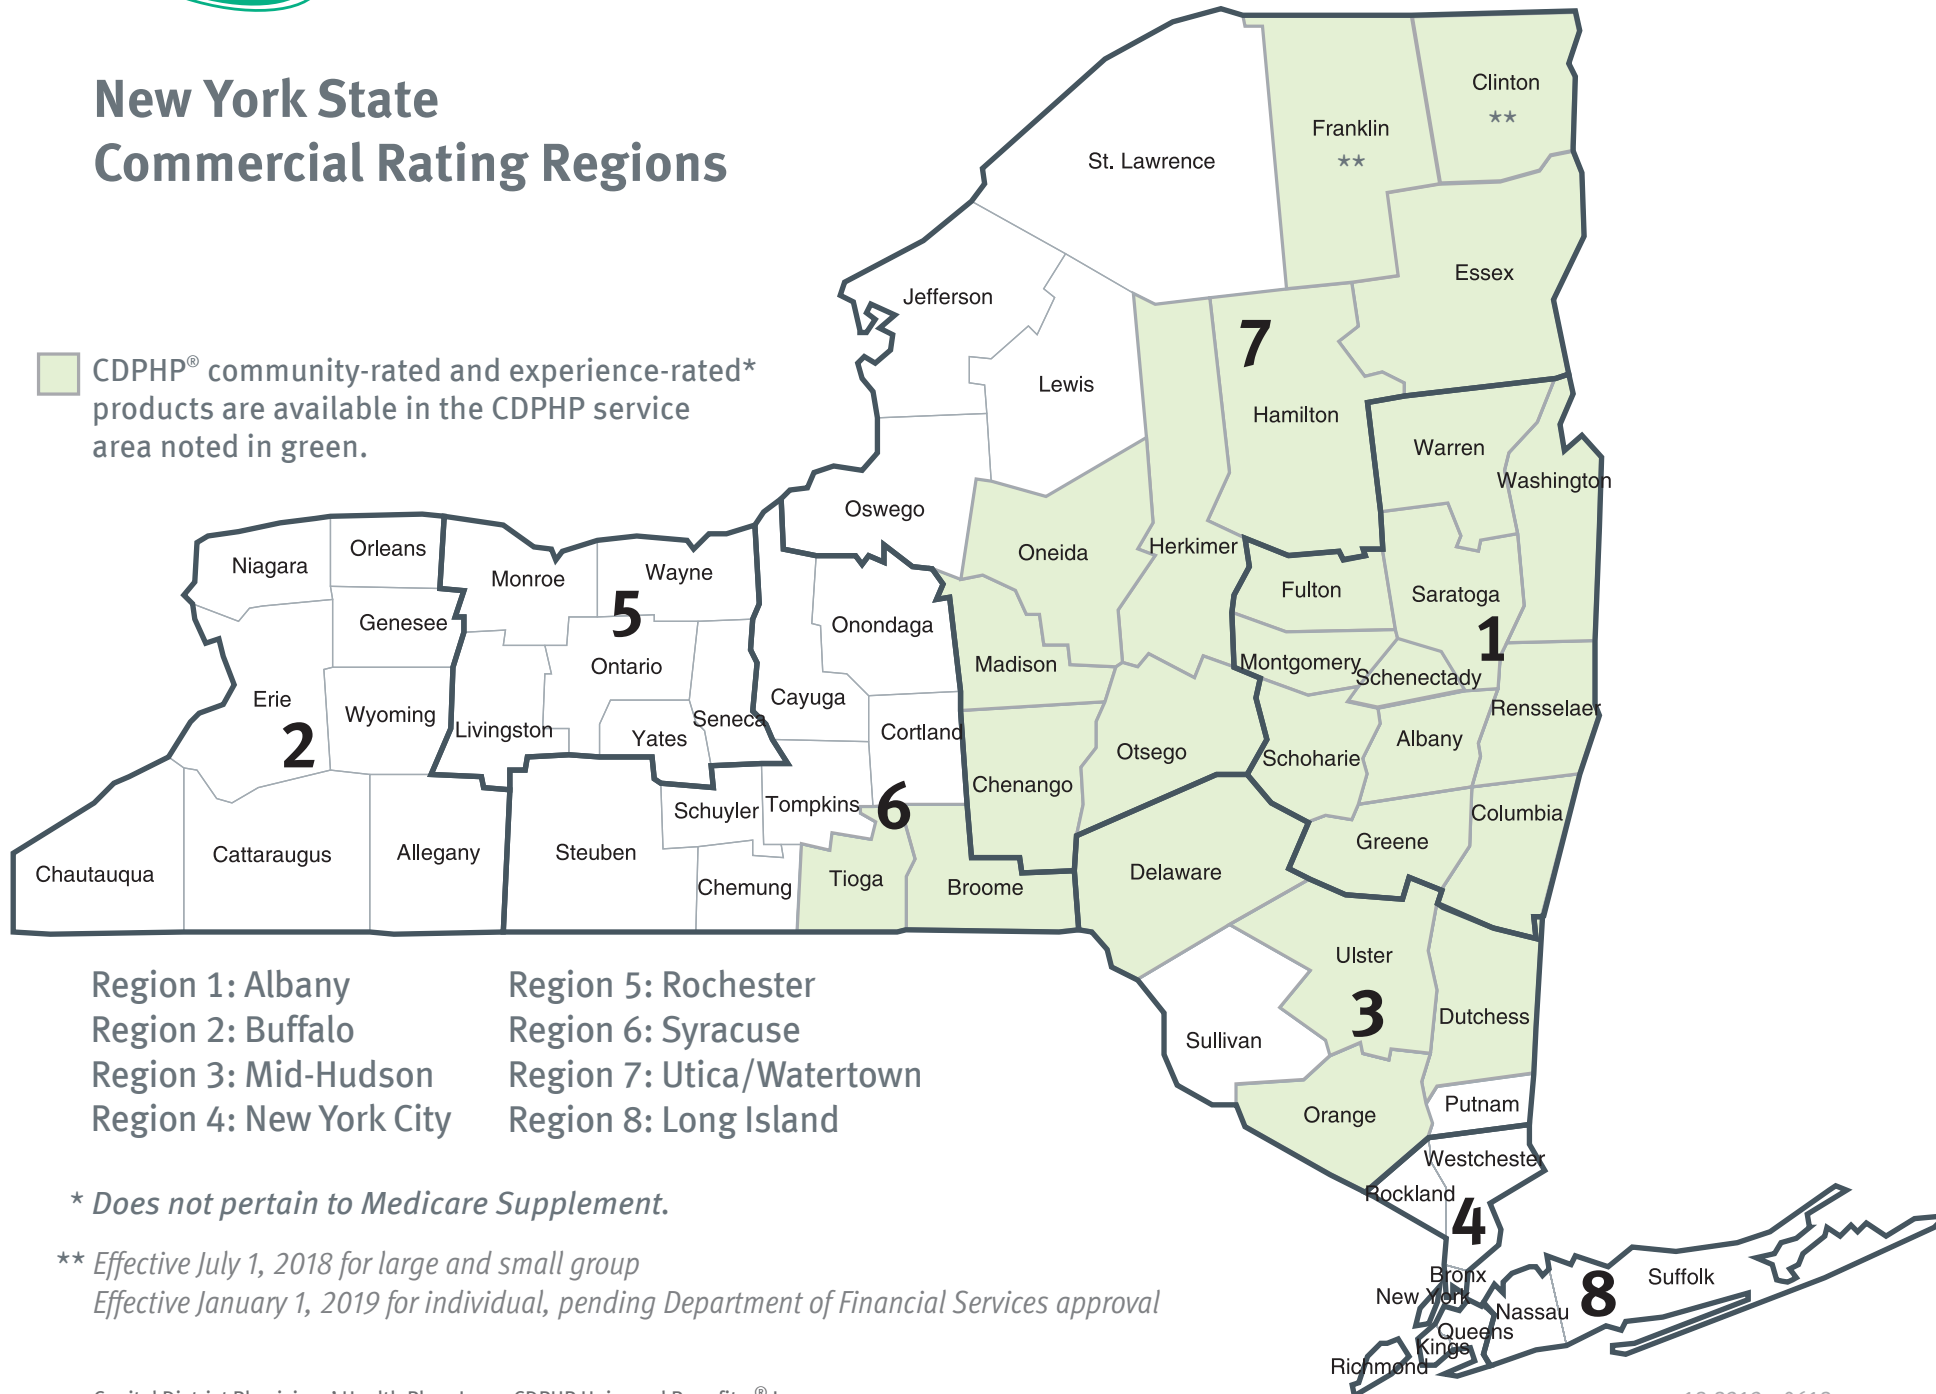 New York State
Commercial Rating Regions
CDPHP® community-rated and experience-rated*
products are available in the CDPHP service
area noted in green.
Clinton
**
Franklin
**
St. Lawrence
Essex
Jefferson
7
Lewis
Hamilton
Warren
Washington
Oswego
Oneida
Herkimer
Orleans
Niagara
Monroe
Wayne
Fulton
Saratoga
5
Genesee
Onondaga
1
Ontario
Madison
Montgomery
Schenectady
Erie
Cayuga
Wyoming
Rensselaer
Livingston
Seneca
Cortland
2
Yates
Otsego
Albany
Schoharie
Chenango
6
Tompkins
Schuyler
Columbia
Greene
Chautauqua
Cattaraugus
Allegany
Steuben
Chemung
Tioga
Broome
Delaware
Ulster
3
Dutchess
Sullivan
Putnam
Orange
Region 1: Albany
Region 2: Buffalo
Region 3: Mid-Hudson
Region 4: New York City
Region 5: Rochester
Region 6: Syracuse
Region 7: Utica/Watertown
Region 8: Long Island
Westchester
Rockland
4
* Does not pertain to Medicare Supplement.
** Effective July 1, 2018 for large and small group
Effective January 1, 2019 for individual, pending Department of Financial Services approval
Bronx
New York
Suffolk
8
Nassau
Queens
Kings
Richmond